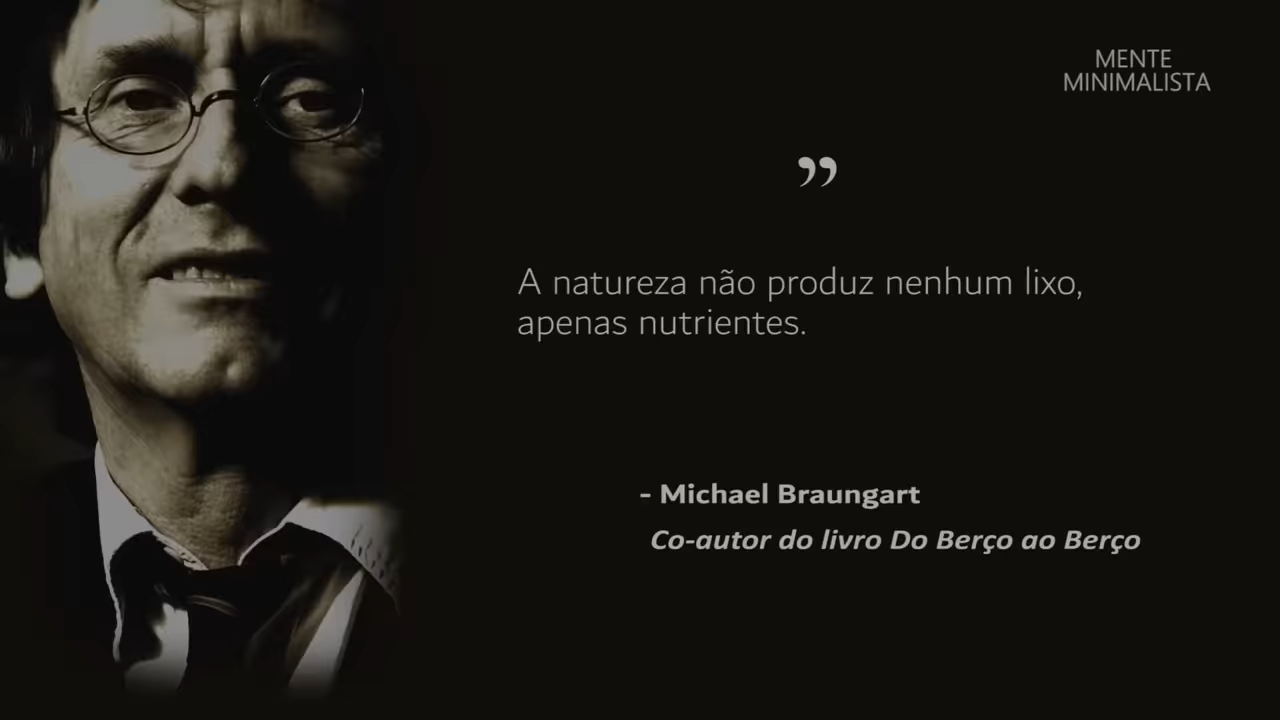 MENTE
MINIMALISTA
”
A natureza não produz nenhum lixo,
apenas nutrientes.
- Michael Braungart
Co-autor do livro Do Berço ao Berço